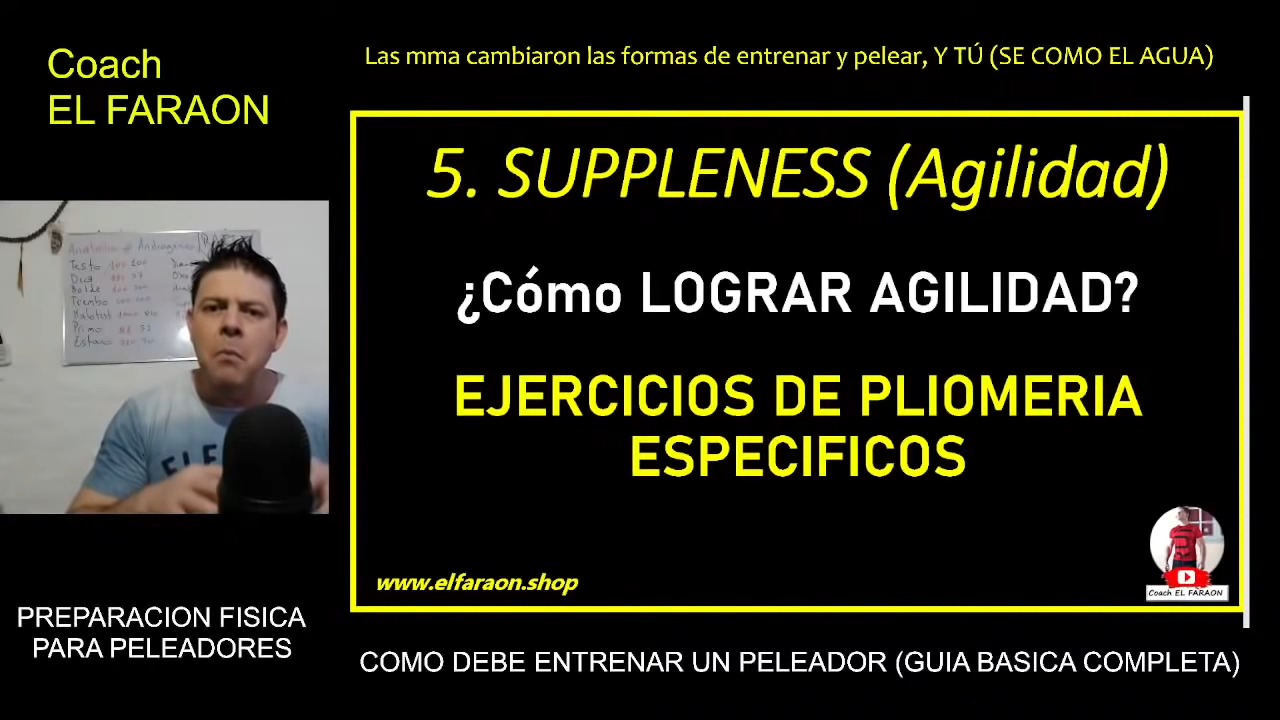 Coach
EL FARAON
Las mma cambiaron las formas de entrenar y pelear, Y TÚ (SE COMO EL AGUA)
5. SUPPLENESS (Agilidad)
¿Cómo LOGRAR AGILIDAD?
EJERCICIOS DE PLIOMERIA
ESPECIFICOS
www.elfaraon.shop
Coach EL FARAON
Testo
Primo
PREPARACION FISICA
PARA PELEADORES
COMO DEBE ENTRENAR UN PELEADOR (GUIA BASICA COMPLETA)